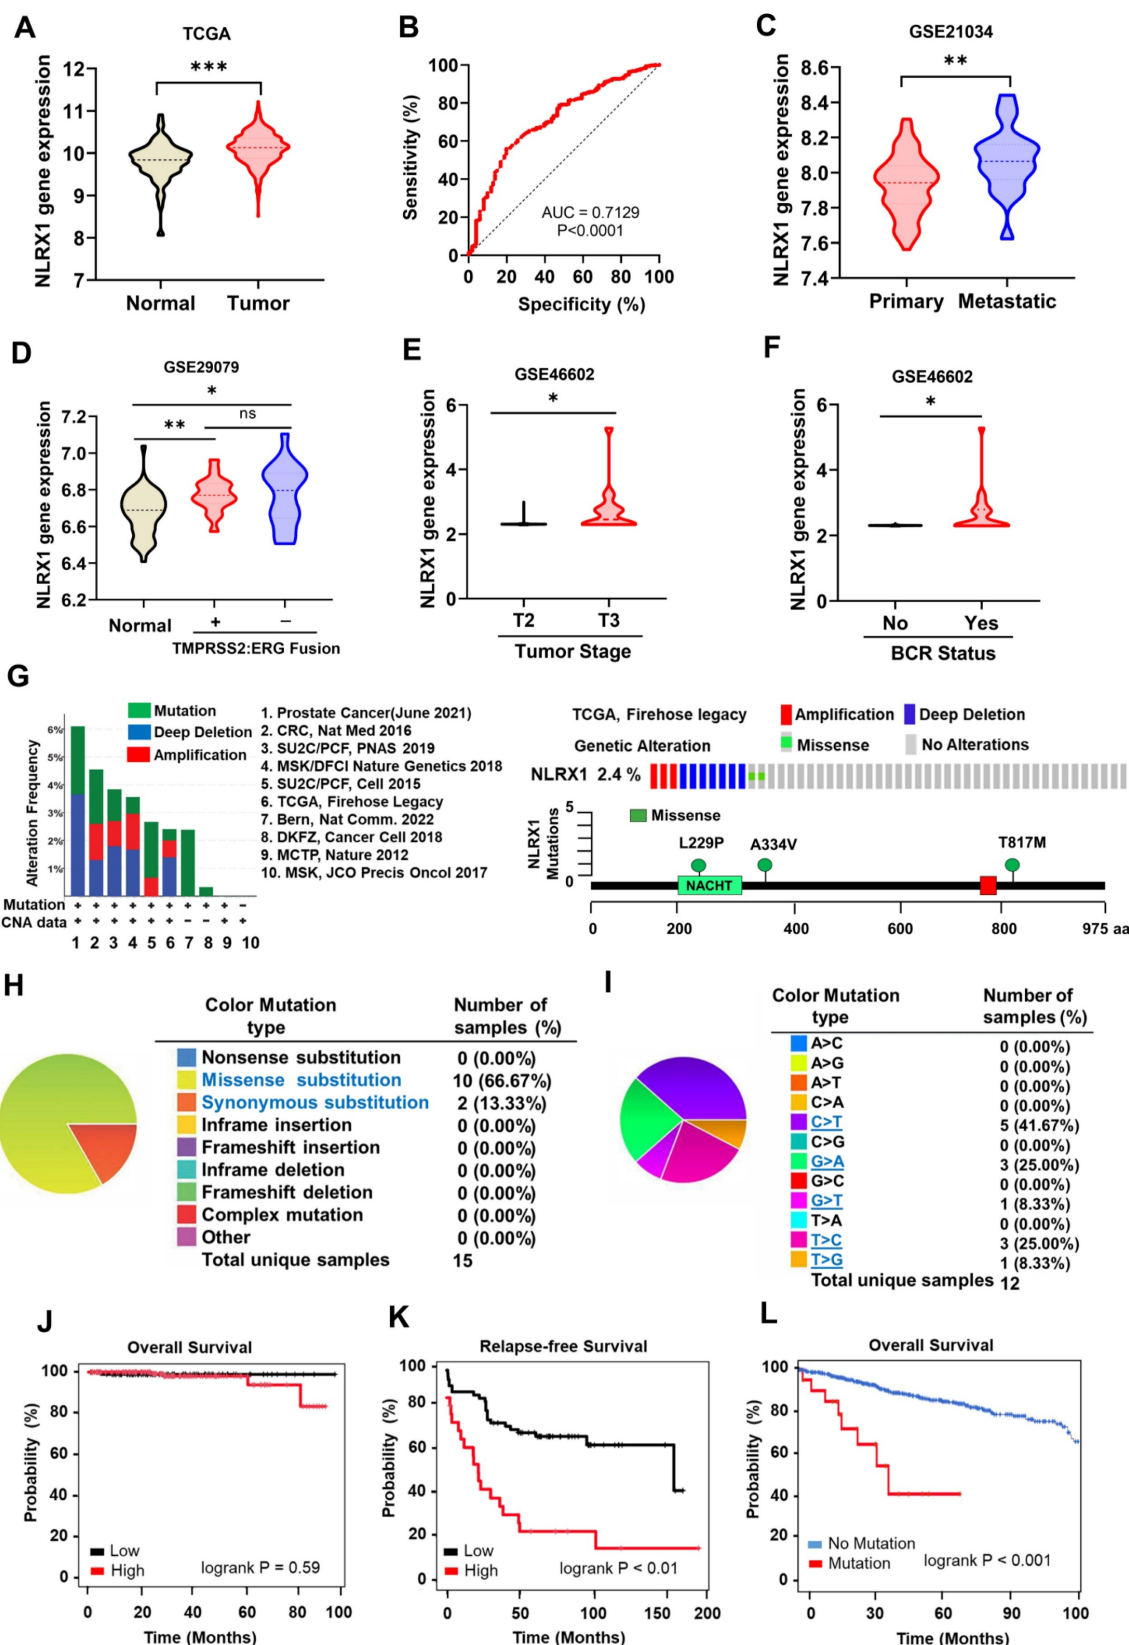 A
TCGA
***
NLRX1 gene expression
12
11
10
9
8
7
Normal
Tumor
B
Sensitivity (%)
100
80
60
40
20
0
AUC = 0.7129
P<0.0001
0 20 40 60 80 100
Specificity (%)
C
GSE21034
**
NLRX1 gene expression
8.6
8.4
8.2
8.0
7.8
7.6
7.4
Primary Metastatic
D
GSE29079
*
ns
**
NLRX1 gene expression
7.2
7.0
6.8
6.6
6.4
6.2
Normal
+ −
TMPRSS2:ERG Fusion
E
GSE46602
*
NLRX1 gene expression
6
4
2
0
T2 T3
Tumor Stage
F
GSE46602
*
NLRX1 gene expression
6
4
2
0
No Yes
BCR Status
G
Mutation
Deep Deletion
Amplification
Alteration Frequency
6%
4%
2%
1%
Mutation + + + + + + + + + −
CNA data + + + + + + − − + +
1 2 3 4 5 6 7 8 9 10
1. Prostate Cancer(June 2021)
2. CRC, Nat Med 2016
3. SU2C/PCF, PNAS 2019
4. MSK/DFCI Nature Genetics 2018
5. SU2C/PCF, Cell 2015
6. TCGA, Firehose Legacy
7. Bern, Nat Comm. 2022
8. DKFZ, Cancer Cell 2018
9. MCTP, Nature 2012
10. MSK, JCO Precis Oncol 2017
TCGA, Firehose legacy
Amplification
Deep Deletion
Genetic Alteration
Missense
No Alterations
NLRX1 2.4 %
NLRX1
Mutations
5
0
Missense
L229P
A334V
T817M
NACHT
0 200 400 600 800 975 aa
H
Color Mutation type
Number of samples (%)
Nonsense substitution 0 (0.00%)
Missense substitution 10 (66.67%)
Synonymous substitution 2 (13.33%)
Inframe insertion 0 (0.00%)
Frameshift insertion 0 (0.00%)
Inframe deletion 0 (0.00%)
Frameshift deletion 0 (0.00%)
Complex mutation 0 (0.00%)
Other 0 (0.00%)
Total unique samples 15
I
Color Mutation type
Number of samples (%)
A>C 0 (0.00%)
A>G 0 (0.00%)
A>T 0 (0.00%)
C>A 0 (0.00%)
C>T 5 (41.67%)
C>G 0 (0.00%)
G>A 3 (25.00%)
G>C 0 (0.00%)
G>T 1 (8.33%)
T>A 0 (0.00%)
T>C 3 (25.00%)
T>G 1 (8.33%)
Total unique samples 12
J
Overall Survival
Probability (%)
100
80
60
40
20
0
Low
High
logrank P = 0.59
0 20 40 60 80 100
Time (Months)
K
Relapse-free Survival
Probability (%)
100
80
60
40
20
0
Low
High
logrank P < 0.01
0 50 100 150 200
Time (Months)
L
Overall Survival
Probability (%)
100
80
60
40
20
0
No Mutation
Mutation
logrank P < 0.001
0 30 60 90 100
Time (Months)